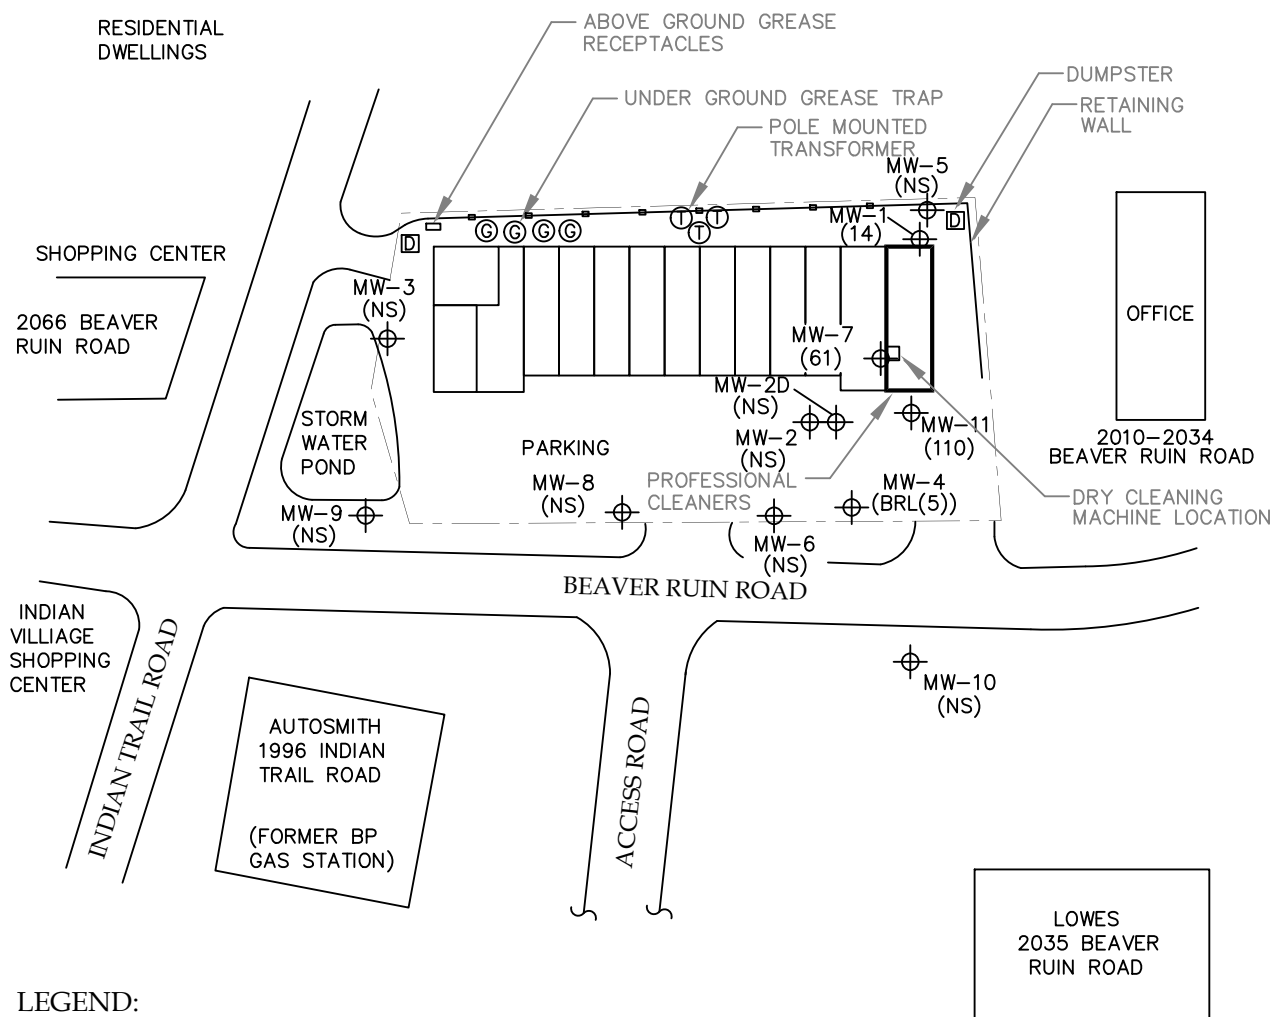 RESIDENTIAL
DWELLINGS
ABOVE GROUND GREASE
RECEPTACLES
UNDER GROUND GREASE TRAP
POLE MOUNTED
TRANSFORMER
DUMPSTER
RETAINING
WALL
MW-5
(NS)
MW-1
(14)
D
T
T
T
G
G
G
G
D
SHOPPING CENTER
2066 BEAVER
RUIN ROAD
MW-3
(NS)
OFFICE
2010-2034
BEAVER RUIN ROAD
MW-7
(61)
MW-2D
(NS)
MW-2
(NS)
MW-11
(110)
STORM
WATER
POND
PARKING
MW-8
(NS)
PROFESSIONAL
CLEANERS
MW-4
(BRL(5))
DRY CLEANING
MACHINE LOCATION
MW-9
(NS)
MW-6
(NS)
BEAVER RUIN ROAD
INDIAN
VILLIAGE
SHOPPING
CENTER
INDIAN TRAIL ROAD
MW-10
(NS)
AUTOSMITH
1996 INDIAN
TRAIL ROAD
(FORMER BP
GAS STATION)
ACCESS ROAD
LOWES
2035 BEAVER
RUIN ROAD
LEGEND: